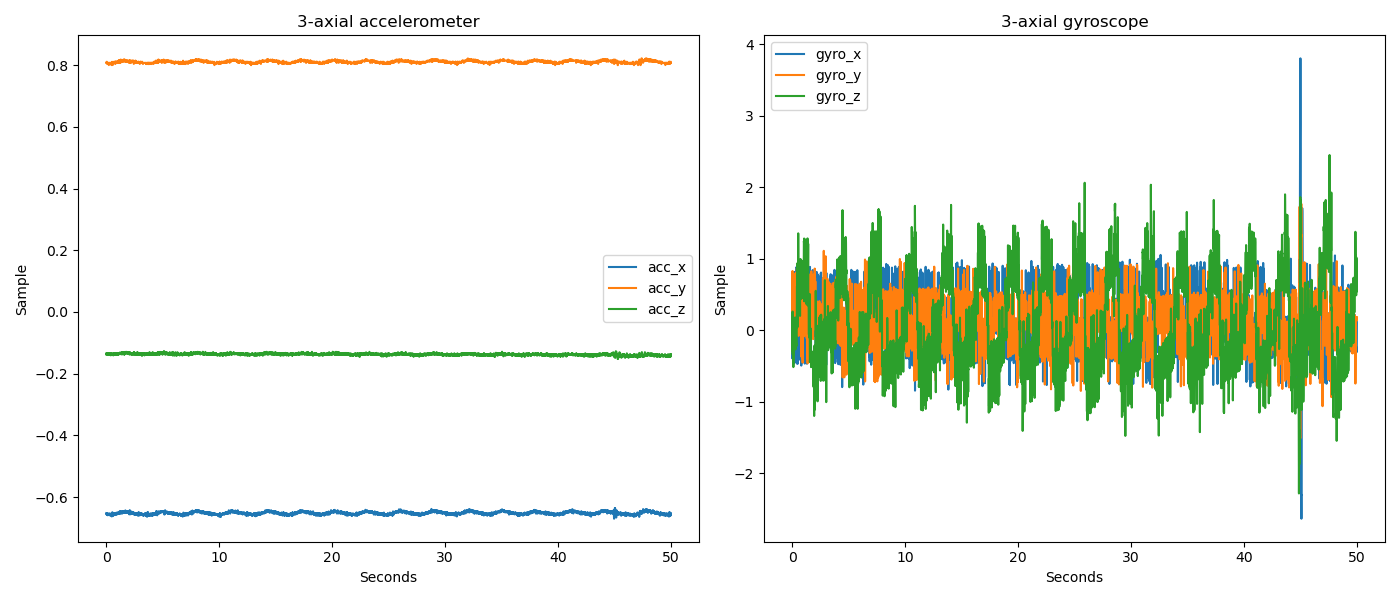 3-axial accelerometer
0.8
0.6
0.4
0.2
0.0
−0.2
−0.4
−0.6
Sample
acc_x
acc_y
acc_z
0 10 20 30 40 50
Seconds
3-axial gyroscope
gyro_x
gyro_y
gyro_z
4
3
2
1
0
−1
−2
Sample
0 10 20 30 40 50
Seconds